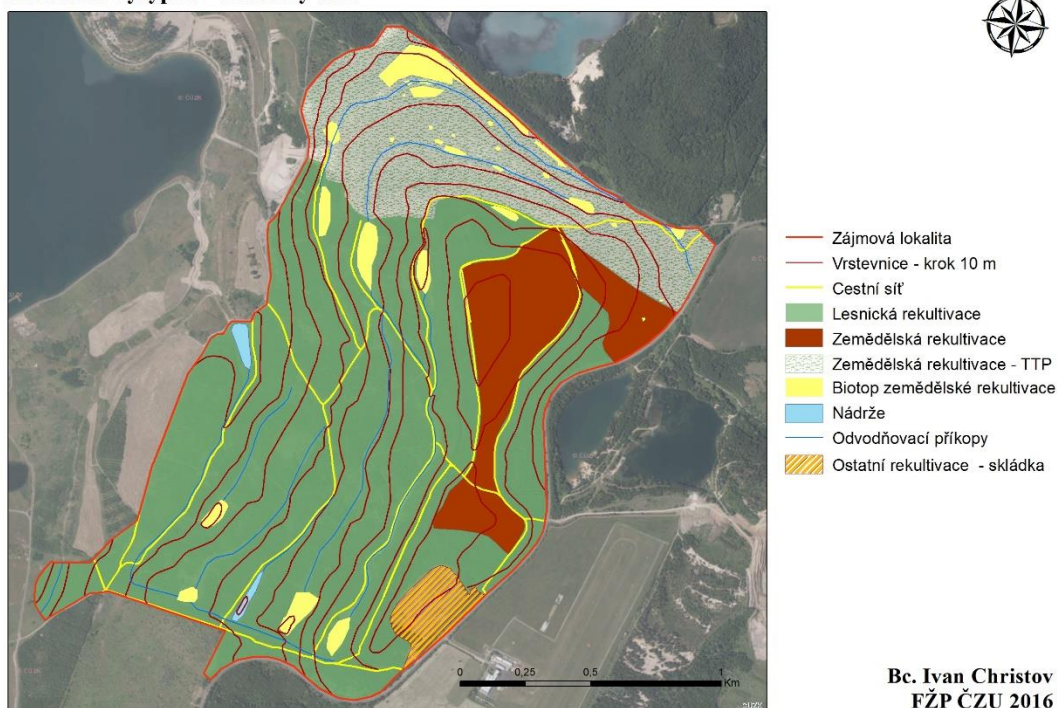 Zájmová lokalita
Vrstevnice - krok 10 m
Cestní síť
Lesnická rekultivace
Zemědělská rekultivace
Zemědělská rekultivace - TTP
Biotop zemědělské rekultivace
Nádrže
Odvodňovací příkopy
Ostatní rekultivace - skládka
0 0,25 0,5 1
Km
Bc. Ivan Christov
FŽP ČZU 2016